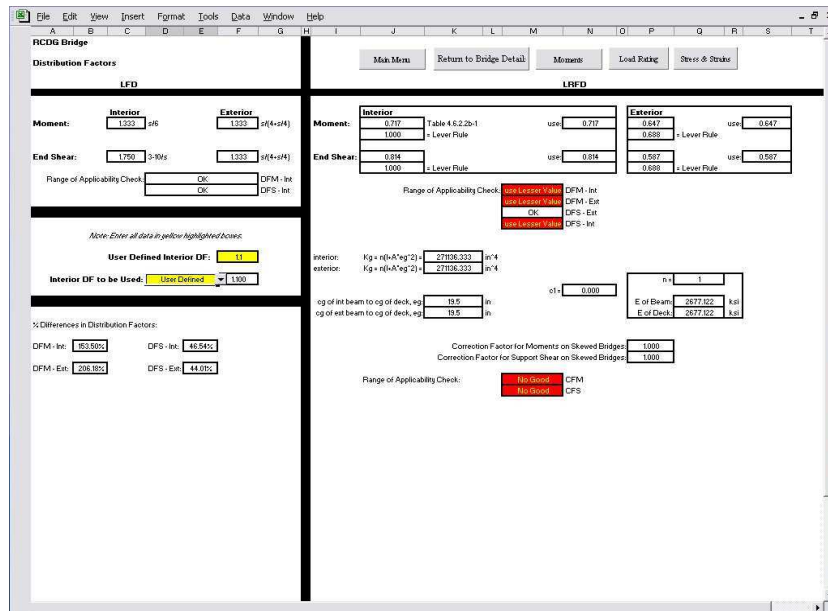 File Edit View Insert Format Tools Data Window Help
A B C D E F G H I J K L M N O P Q R S T
RCDG Bridge
Distribution Factors
Main Menu Return to Bridge Detail Moments Load Rating Stress & Strains
LFD LRFD
Interior Exterior
Moment: 1.333 s/6 1.333 s/(4+s/4)
End Shear: 1.750 3-10/s 1.333 s/(4+s/4)
Range of Applicability Check: OK DFM - Int
OK DFS - Int
Note: Enter all data in yellow highlighted boxes.
User Defined Interior DF: 1.1
Interior DF to be Used: User Defined 1.100
% Differences in Distribution Factors:
DFM - Int: 153.50% DFS - Int: 46.54%
DFM - Ext: 206.18% DFS - Ext: 44.01%
Interior Exterior
Moment: 0.717 Table 4.6.2.2b-1 use: 0.717 0.647 use: 0.647
1.000 = Lever Rule 0.688 = Lever Rule
End Shear: 0.814 use: 0.814 0.587 use: 0.587
1.000 = Lever Rule 0.688 = Lever Rule
Range of Applicability Check: use Lesser Value DFM - Int
use Lesser Value DFM - Ext
OK DFS - Ext
use Lesser Value DFS - Int
interior: Kg = n(I+A*eg^2) = 271136.333 in^4
exterior: Kg = n(I+A*eg^2) = 271136.333 in^4
c1 = 0.000 n = 1
cg of int beam to cg of deck, eg: 19.5 in E of Beam: 2677.122 ksi
cg of ext beam to cg of deck, eg: 19.5 in E of Deck: 2677.122 ksi
Correction Factor for Moments on Skewed Bridges: 1.000
Correction Factor for Support Shear on Skewed Bridges: 1.000
Range of Applicability Check: No Good CFM
No Good CFS